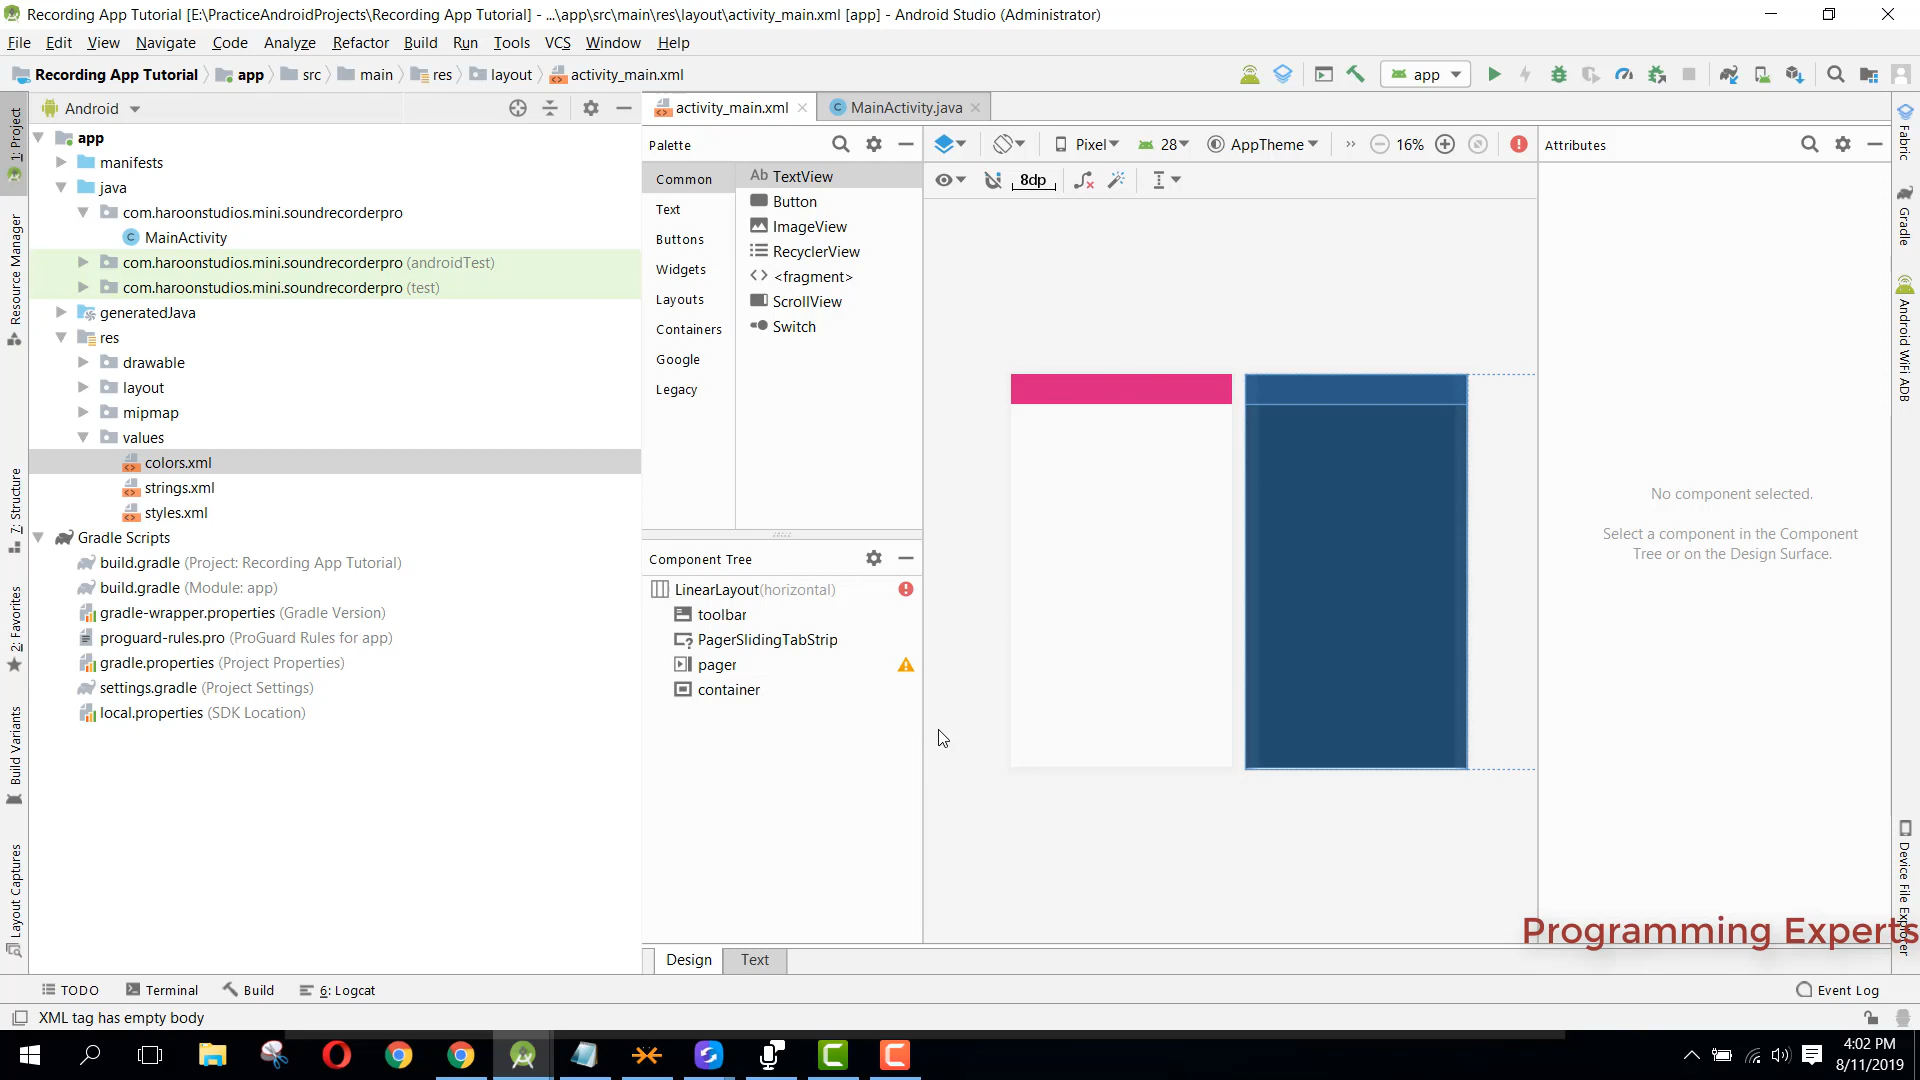 Recording App Tutorial [E:\PracticeAndroidProjects\Recording App Tutorial] - ...\app\src\main\res\layout\activity_main.xml [app] - Android Studio (Administrator)
File Edit View Navigate Code Analyze Refactor Build Run Tools VCS Window Help
Recording App Tutorial app src main res layout activity_main.xml app
Android
activity_main.xml MainActivity.java
app
manifests
java
com.haroonstudios.mini.soundrecorderpro
MainActivity
com.haroonstudios.mini.soundrecorderpro (androidTest)
com.haroonstudios.mini.soundrecorderpro (test)
generatedJava
res
drawable
layout
mipmap
values
colors.xml
strings.xml
styles.xml
Gradle Scripts
build.gradle (Project: Recording App Tutorial)
build.gradle (Module: app)
gradle-wrapper.properties (Gradle Version)
proguard-rules.pro (ProGuard Rules for app)
gradle.properties (Project Properties)
settings.gradle (Project Settings)
local.properties (SDK Location)
1: Project
Resource Manager
7: Structure
2: Favorites
Build Variants
Layout Captures
Palette
Common
Text
Buttons
Widgets
Layouts
Containers
Google
Legacy
Ab TextView
Button
ImageView
RecyclerView
<fragment>
ScrollView
Switch
Component Tree
LinearLayout(horizontal)
toolbar
PagerSlidingTabStrip
pager
container
Pixel 28 AppTheme 16%
8dp
Attributes
No component selected.
Select a component in the Component
Tree or on the Design Surface.
Fabric
Gradle
Android WiFi ADB
Device File Explorer
Programming Experts
Design Text
TODO Terminal Build 6: Logcat Event Log
XML tag has empty body
4:02 PM
8/11/2019